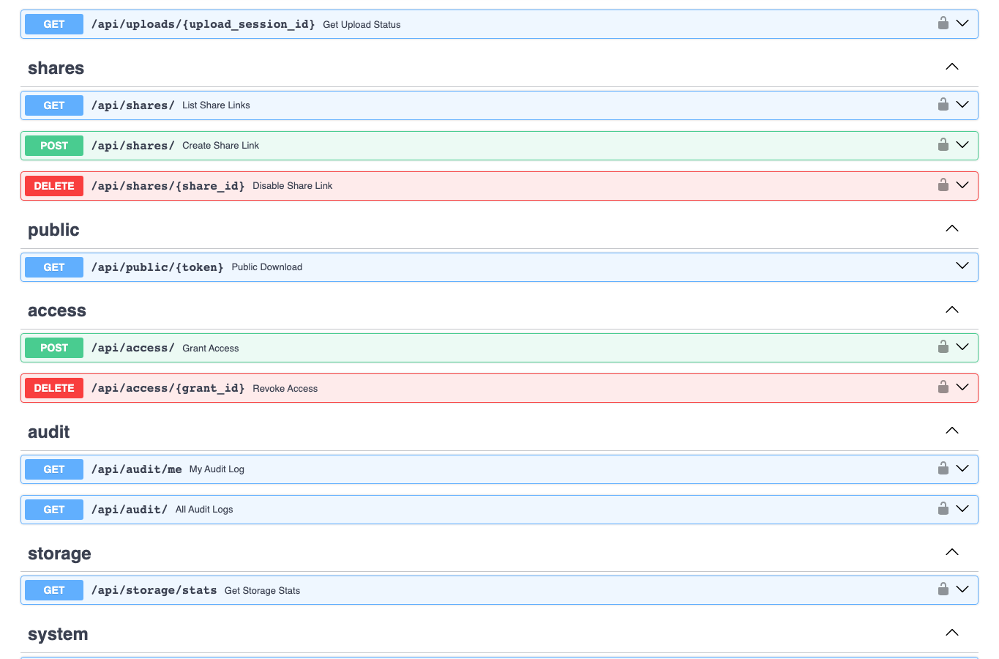 GET /api/uploads/{upload_session_id} Get Upload Status
shares
GET /api/shares/ List Share Links
POST /api/shares/ Create Share Link
DELETE /api/shares/{share_id} Disable Share Link
public
GET /api/public/{token} Public Download
access
POST /api/access/ Grant Access
DELETE /api/access/{grant_id} Revoke Access
audit
GET /api/audit/me My Audit Log
GET /api/audit/ All Audit Logs
storage
GET /api/storage/stats Get Storage Stats
system